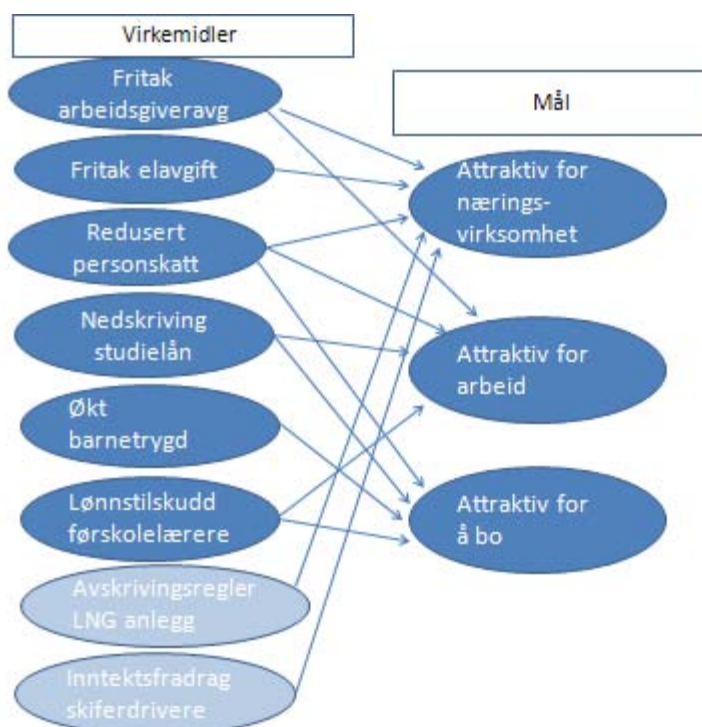 Virkemidler
Fritak
arbeidsgiveravg
Fritak elavgift
Redusert
personskatt
Nedskriving
studielån
Økt
barnetrygd
Lønnstilskudd
førskolelærere
Avskrivingsregler
LNG anlegg
Inntektsfradrag
skiferdrivere
Mål
Attraktiv for
nærings-
virksomhet
Attraktiv for
arbeid
Attraktiv for
å bo